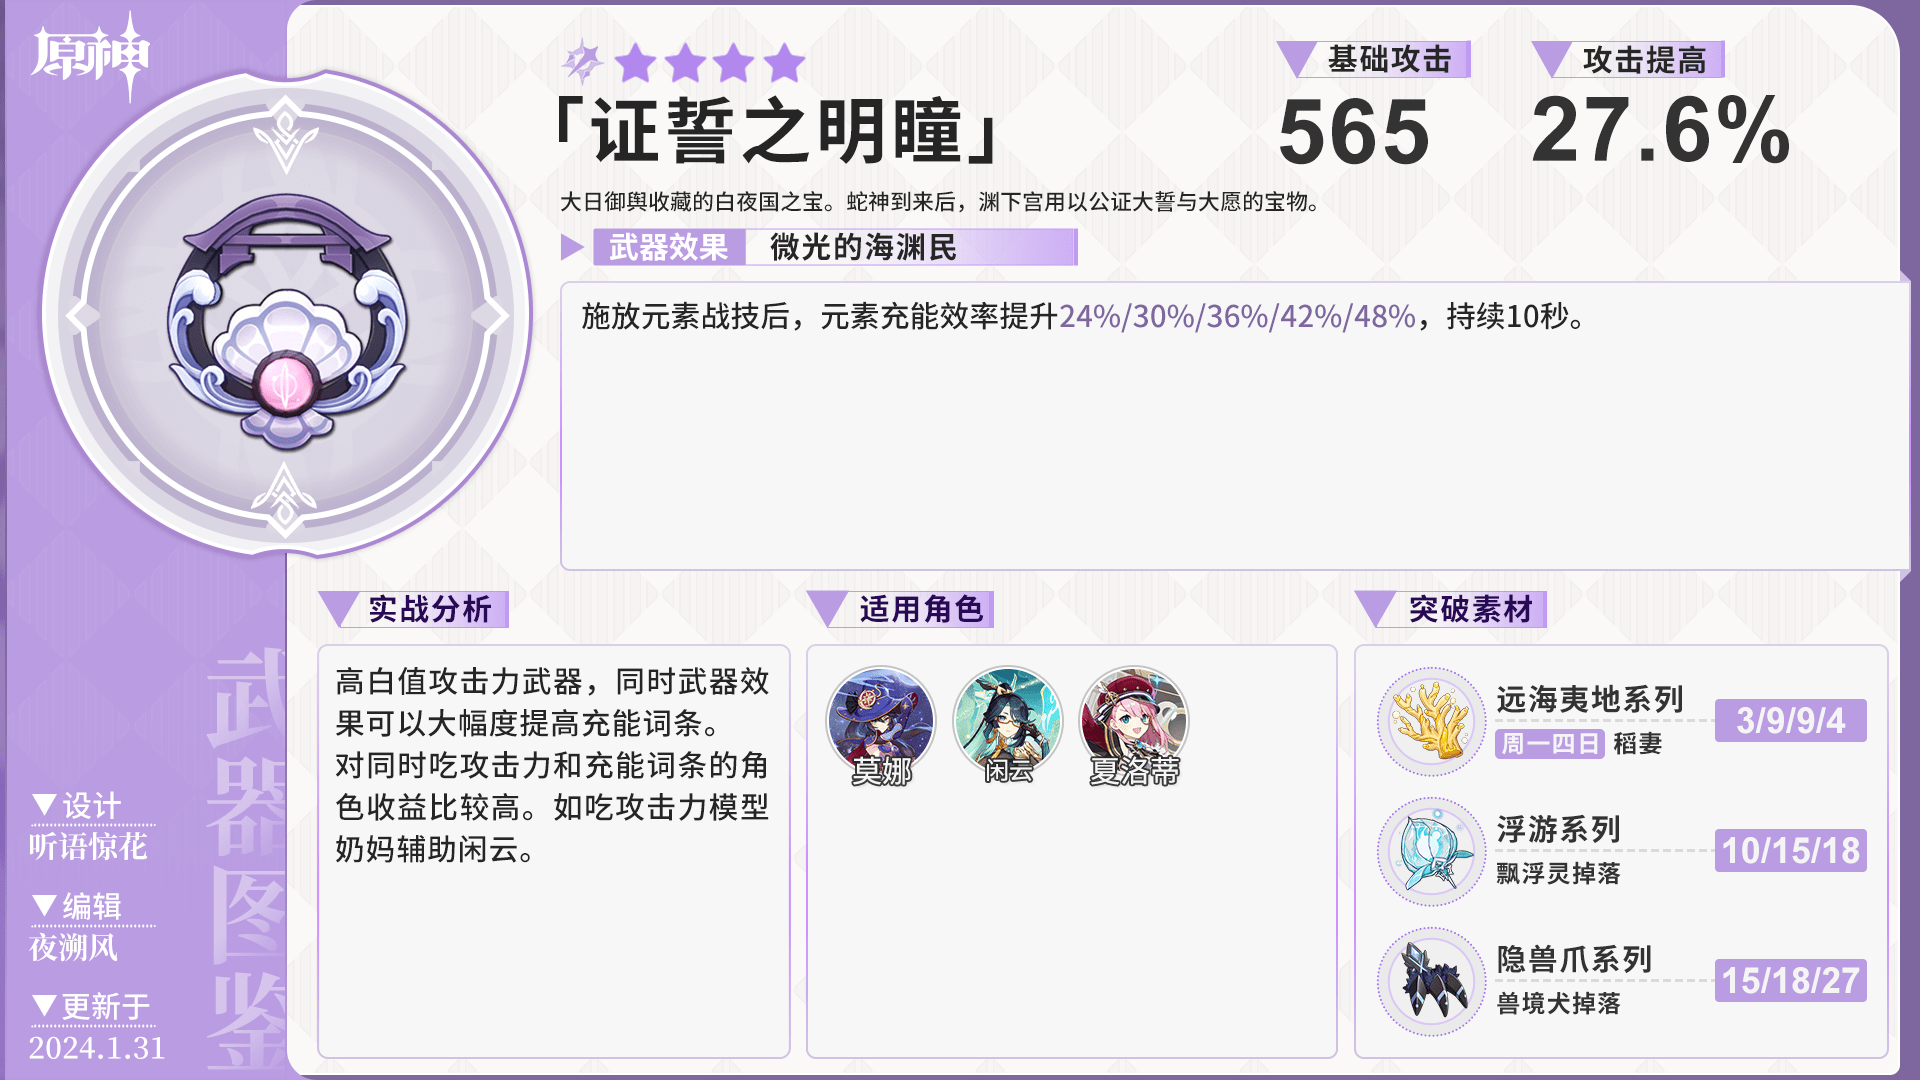 原神
「证誓之明瞳」
基础攻击
565
攻击提高
27.6%
大日御舆收藏的白夜国之宝。蛇神到来后，渊下宫用以公证大誓与大愿的宝物。
武器效果
微光的海渊民
施放元素战技后，元素充能效率提升24%/30%/36%/42%/48%，持续10秒。
实战分析
高白值攻击力武器，同时武器效
果可以大幅度提高充能词条。
对同时吃攻击力和充能词条的角
色收益比较高。如吃攻击力模型
奶妈辅助闲云。
适用角色
莫娜
闲云
夏洛蒂
突破素材
远海夷地系列
周一四日 稻妻
3/9/9/4
浮游系列
飘浮灵掉落
10/15/18
隐兽爪系列
兽境犬掉落
15/18/27
武器图鉴
▼设计
听语惊花
▼编辑
夜溯风
▼更新于
2024.1.31